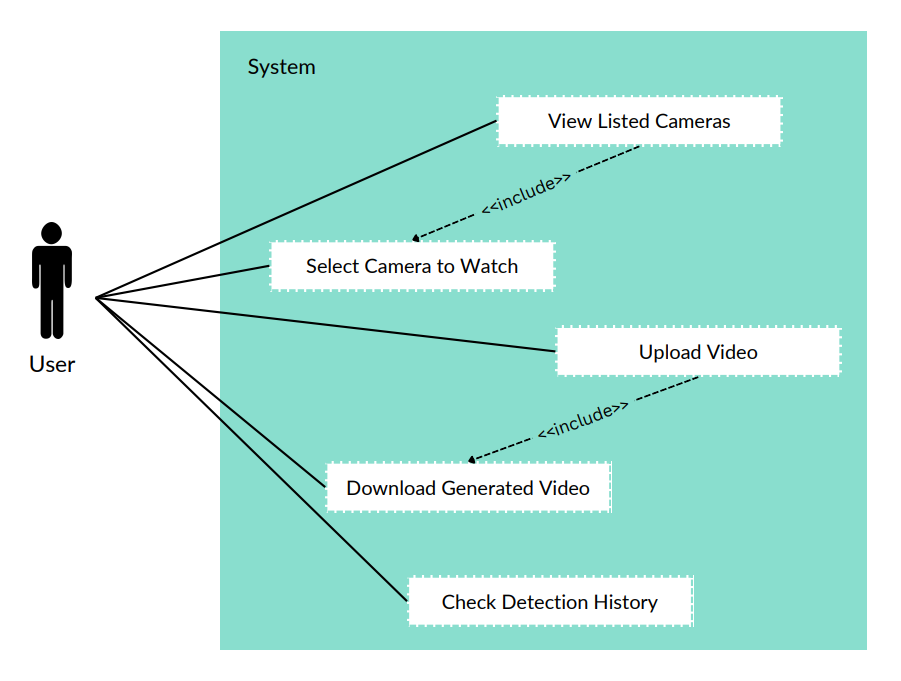 System
View Listed Cameras
<<include>>
Select Camera to Watch
User
Upload Video
<<include>>
Download Generated Video
Check Detection History